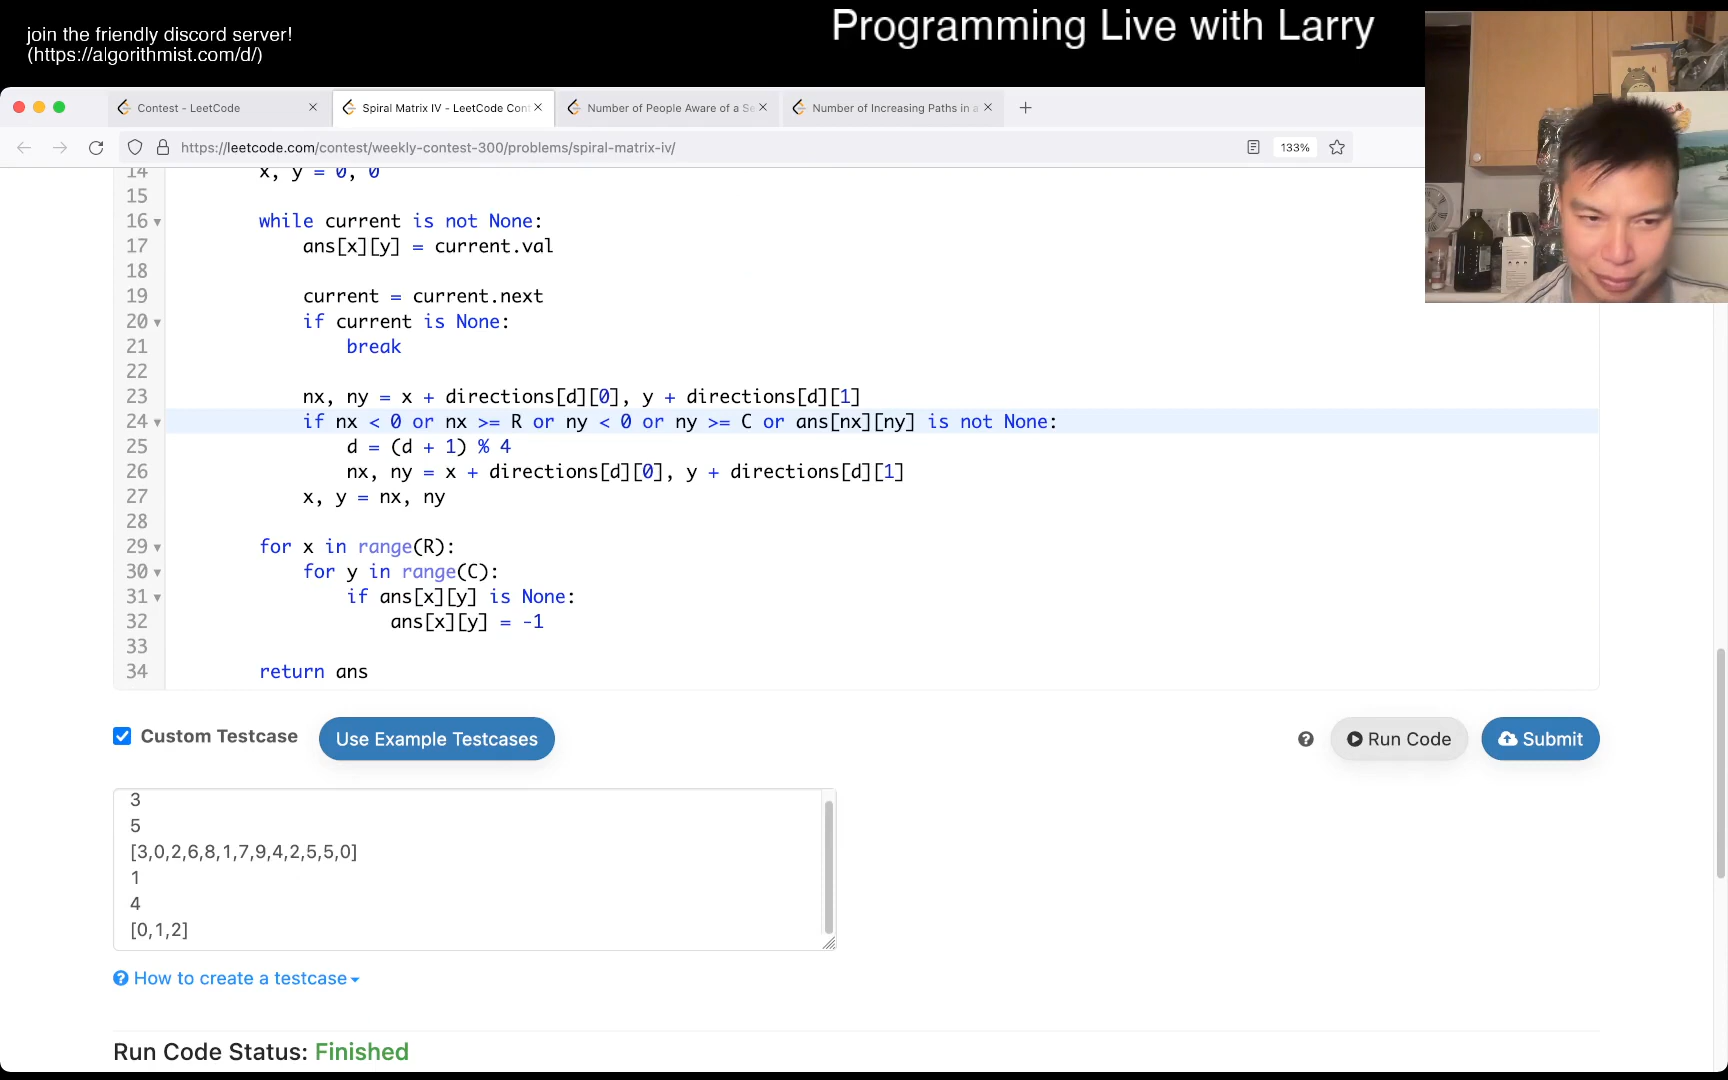 join the friendly discord server!
(https://algorithmist.com/d/)
Programming Live with Larry
Contest - LeetCode
Spiral Matrix IV - LeetCode Cont
Number of People Aware of a Se
Number of Increasing Paths in a
https://leetcode.com/contest/weekly-contest-300/problems/spiral-matrix-iv/
133%
14 x, y = 0, 0
15
16 while current is not None:
17 ans[x][y] = current.val
18
19 current = current.next
20 if current is None:
21 break
22
23 nx, ny = x + directions[d][0], y + directions[d][1]
24 if nx < 0 or nx >= R or ny < 0 or ny >= C or ans[nx][ny] is not None:
25 d = (d + 1) % 4
26 nx, ny = x + directions[d][0], y + directions[d][1]
27 x, y = nx, ny
28
29 for x in range(R):
30 for y in range(C):
31 if ans[x][y] is None:
32 ans[x][y] = -1
33
34 return ans
Custom Testcase
Use Example Testcases
Run Code
Submit
3
5
[3,0,2,6,8,1,7,9,4,2,5,5,0]
1
4
[0,1,2]
How to create a testcase
Run Code Status: Finished